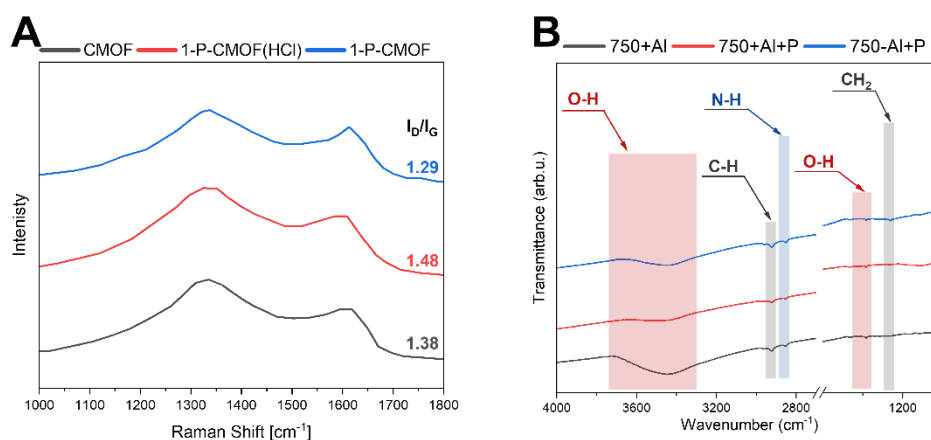 A
CMOF 1-P-CMOF(HCl) 1-P-CMOF
I_D/I_G
1.29
1.48
1.38
Intenisty
1000 1100 1200 1300 1400 1500 1600 1700 1800
Raman Shift [cm⁻¹]
B
750+Al 750+Al+P 750-Al+P
CH₂
O-H
N-H
C-H
O-H
Transmittance (arb.u.)
4000 3600 3200 2800 1200
Wavenumber (cm⁻¹)